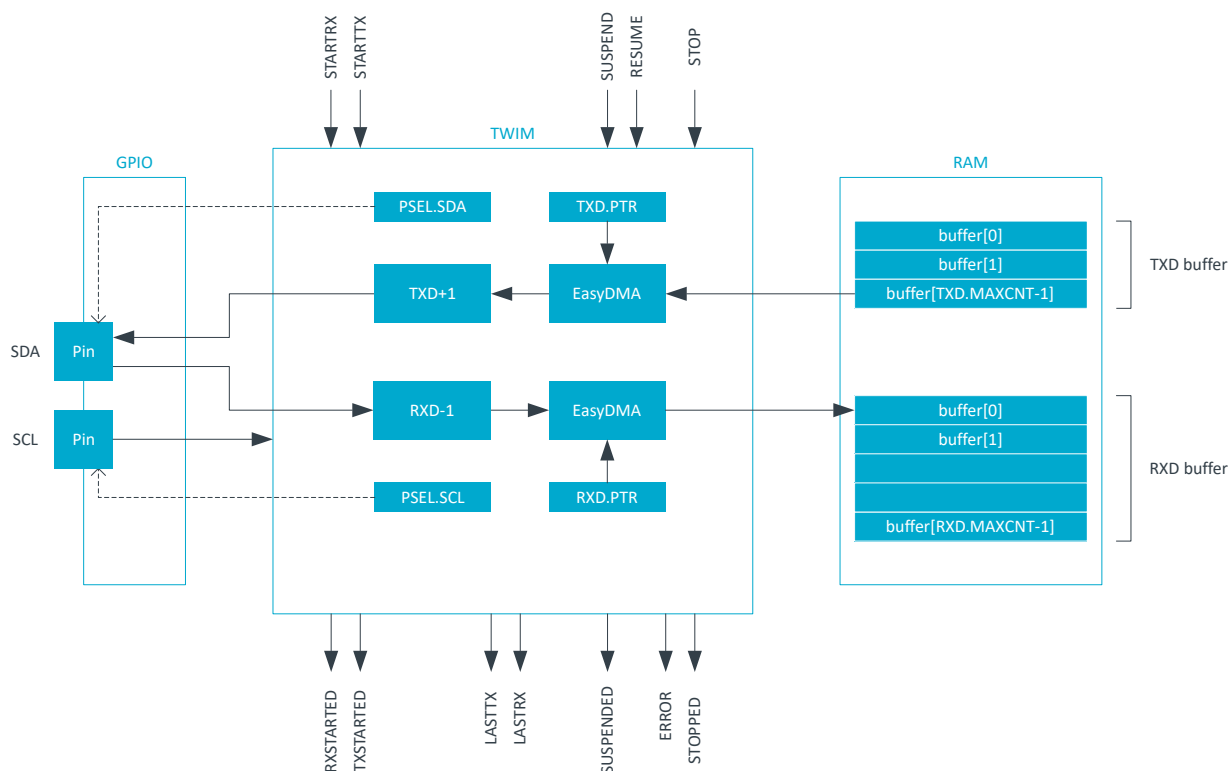 STARTRX
STARTTX
SUSPEND
RESUME
STOP
TWIM
GPIO
RAM
PSEL.SDA
TXD.PTR
buffer[0]
buffer[1]
buffer[TXD.MAXCNT-1]
TXD buffer
TXD+1
EasyDMA
SDA
Pin
RXD-1
EasyDMA
SCL
Pin
buffer[0]
buffer[1]
buffer[RXD.MAXCNT-1]
RXD buffer
PSEL.SCL
RXD.PTR
RXSTARTED
TXSTARTED
LASTTX
LASTRX
SUSPENDED
ERROR
STOPPED